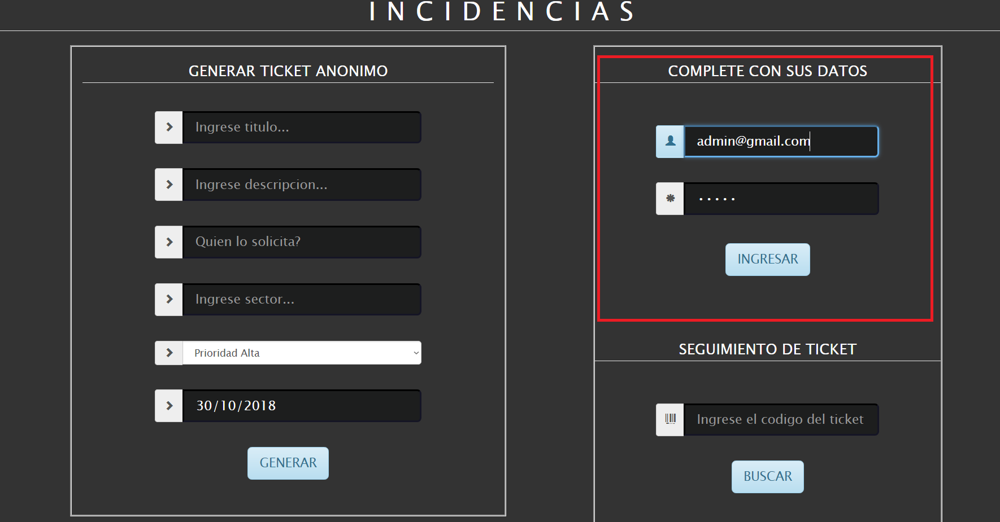 INCIDENCIAS
GENERAR TICKET ANONIMO
Ingrese titulo...
Ingrese descripcion...
Quien lo solicita?
Ingrese sector...
Prioridad Alta
30/10/2018
GENERAR
COMPLETE CON SUS DATOS
admin@gmail.com
•••••
INGRESAR
SEGUIMIENTO DE TICKET
Ingrese el codigo del ticket
BUSCAR